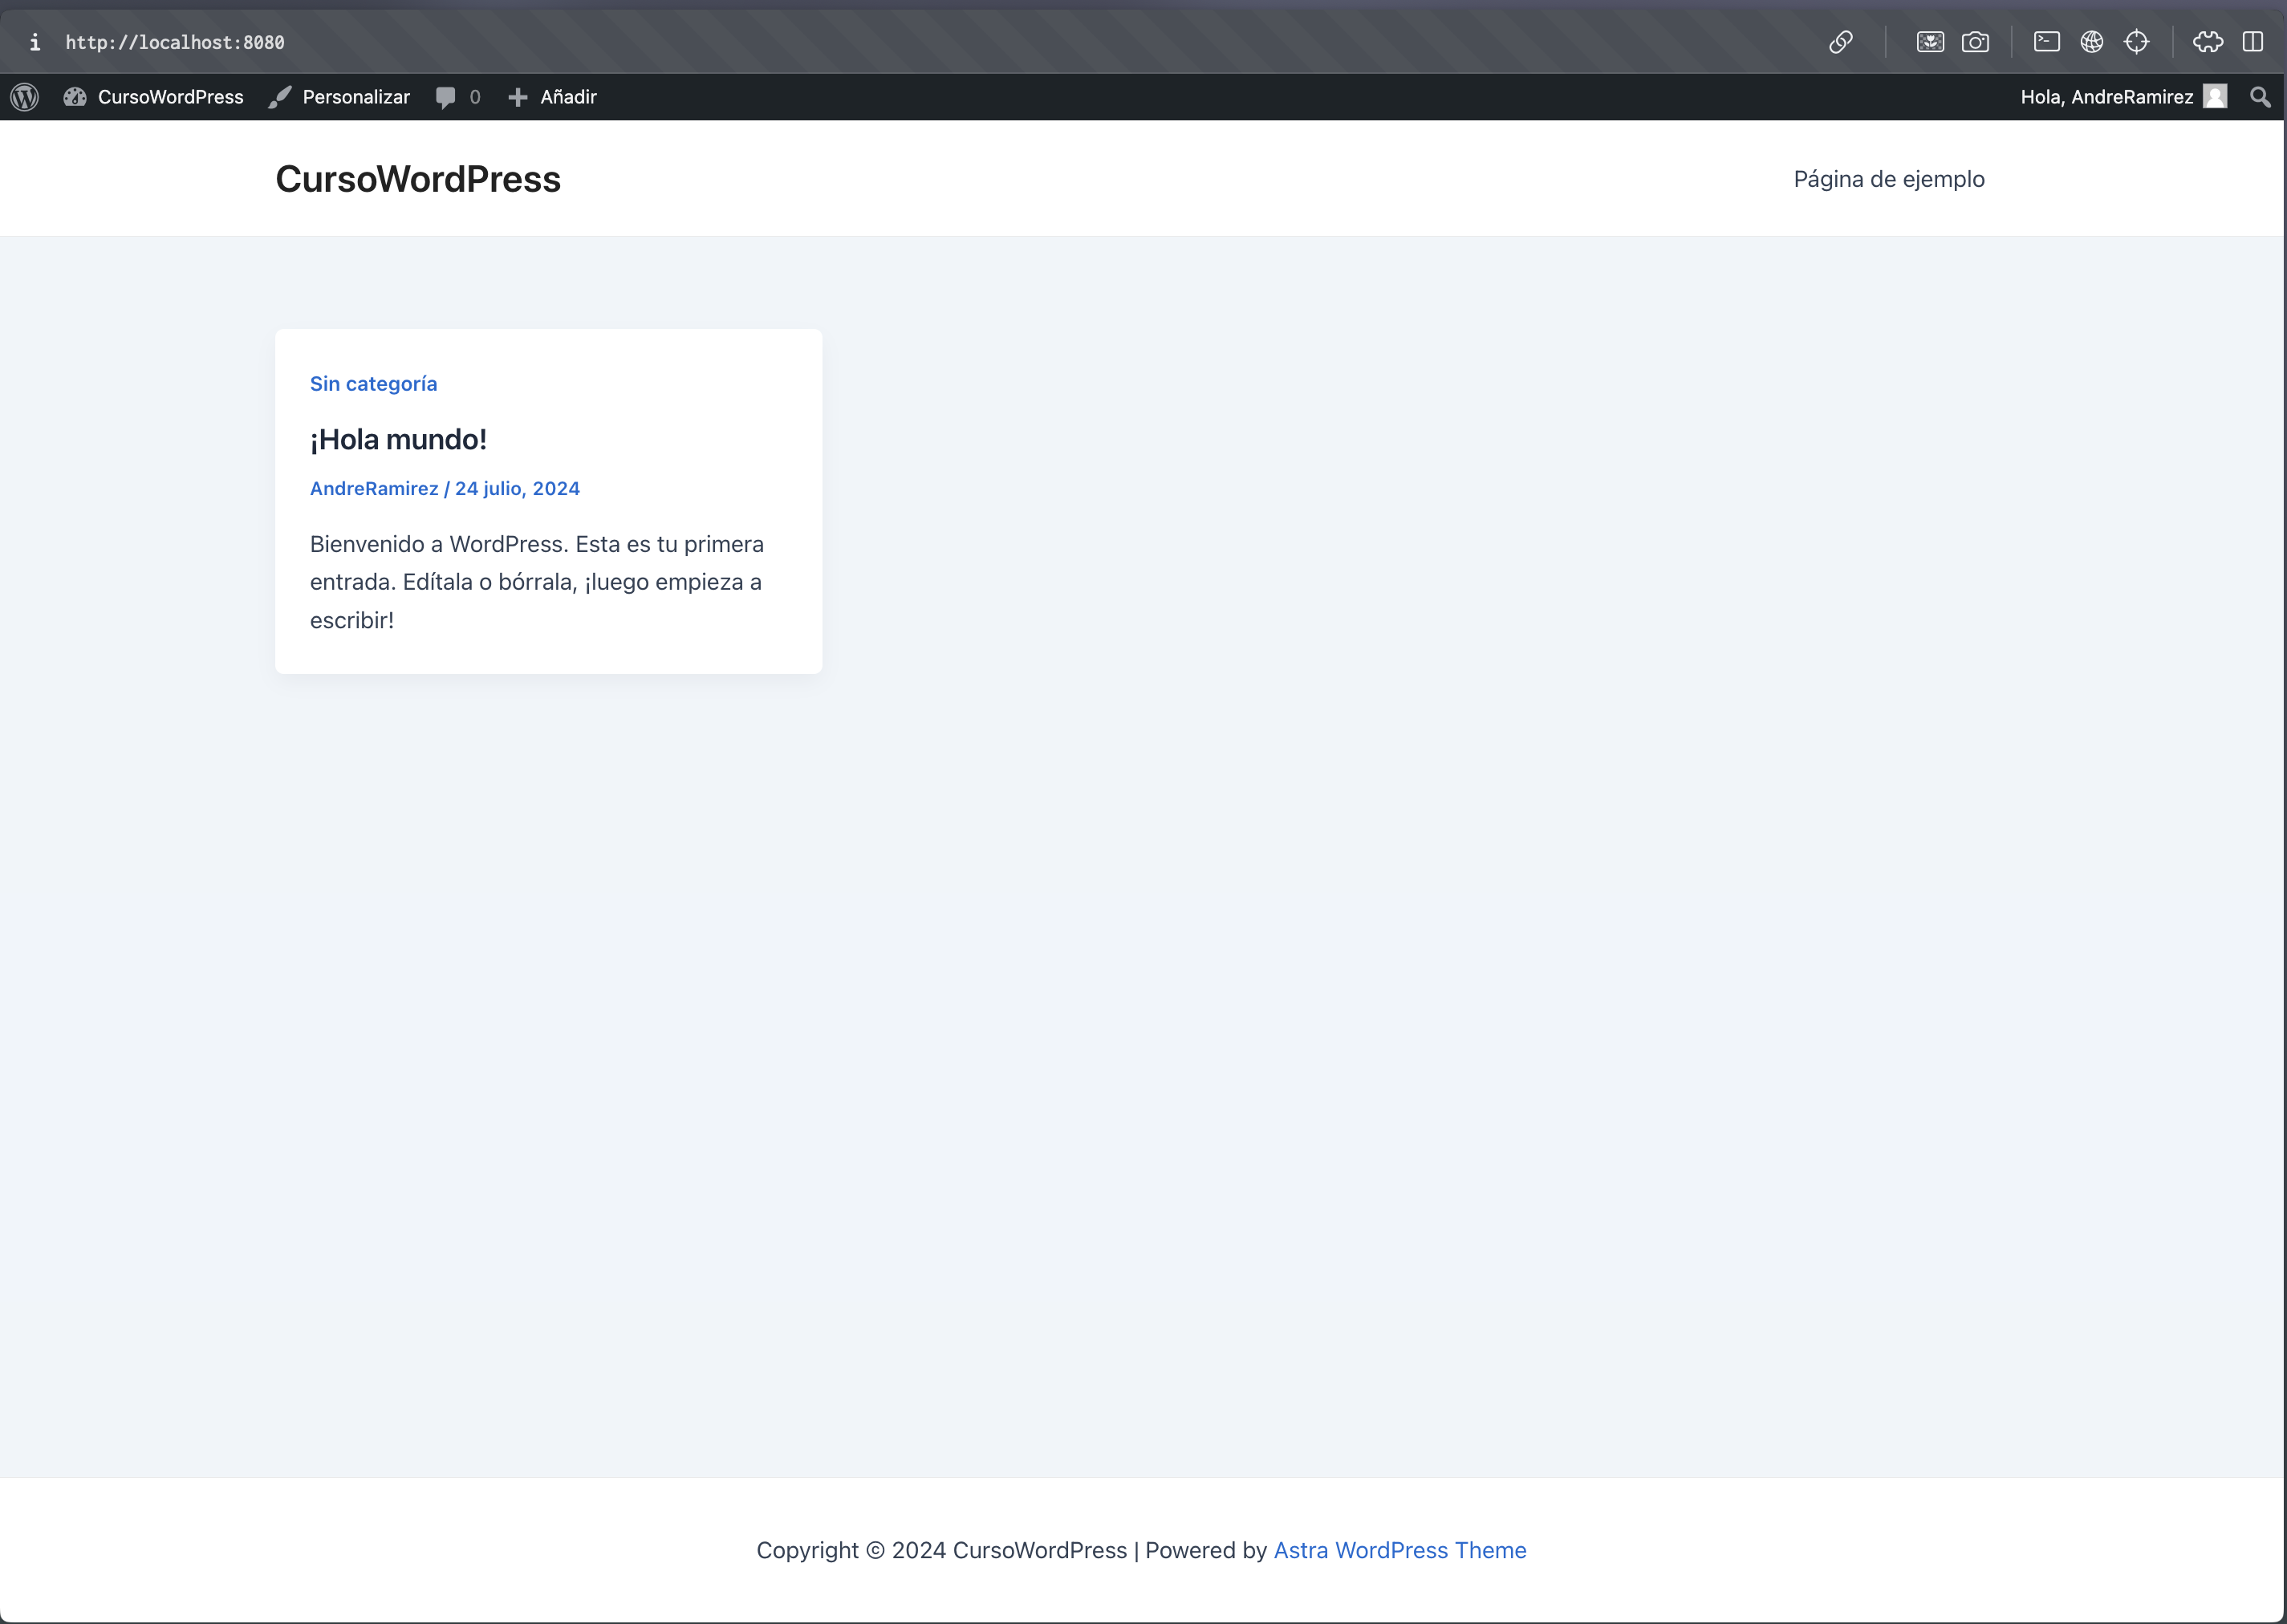 http://localhost:8080
CursoWordPress Personalizar 0 Añadir Hola, AndreRamirez
CursoWordPress Página de ejemplo
Sin categoría
¡Hola mundo!
AndreRamirez / 24 julio, 2024
Bienvenido a WordPress. Esta es tu primera
entrada. Edítala o bórrala, ¡luego empieza a
escribir!
Copyright © 2024 CursoWordPress | Powered by Astra WordPress Theme